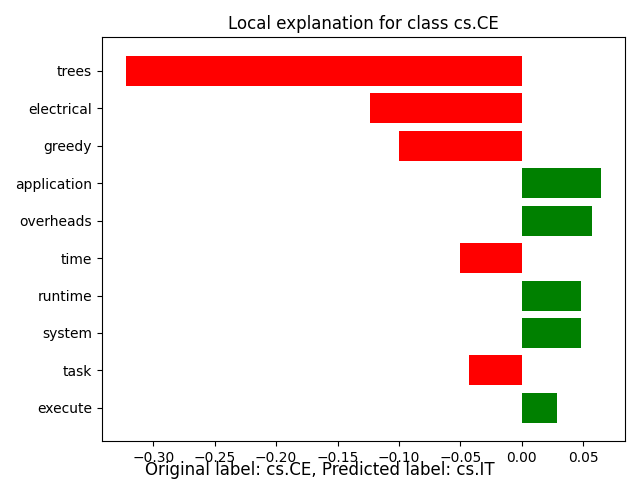 Local explanation for class cs.CE
trees
electrical
greedy
application
overheads
time
runtime
system
task
execute
−0.30 −0.25 −0.20 −0.15 −0.10 −0.05 0.00 0.05
Original label: cs.CE, Predicted label: cs.IT